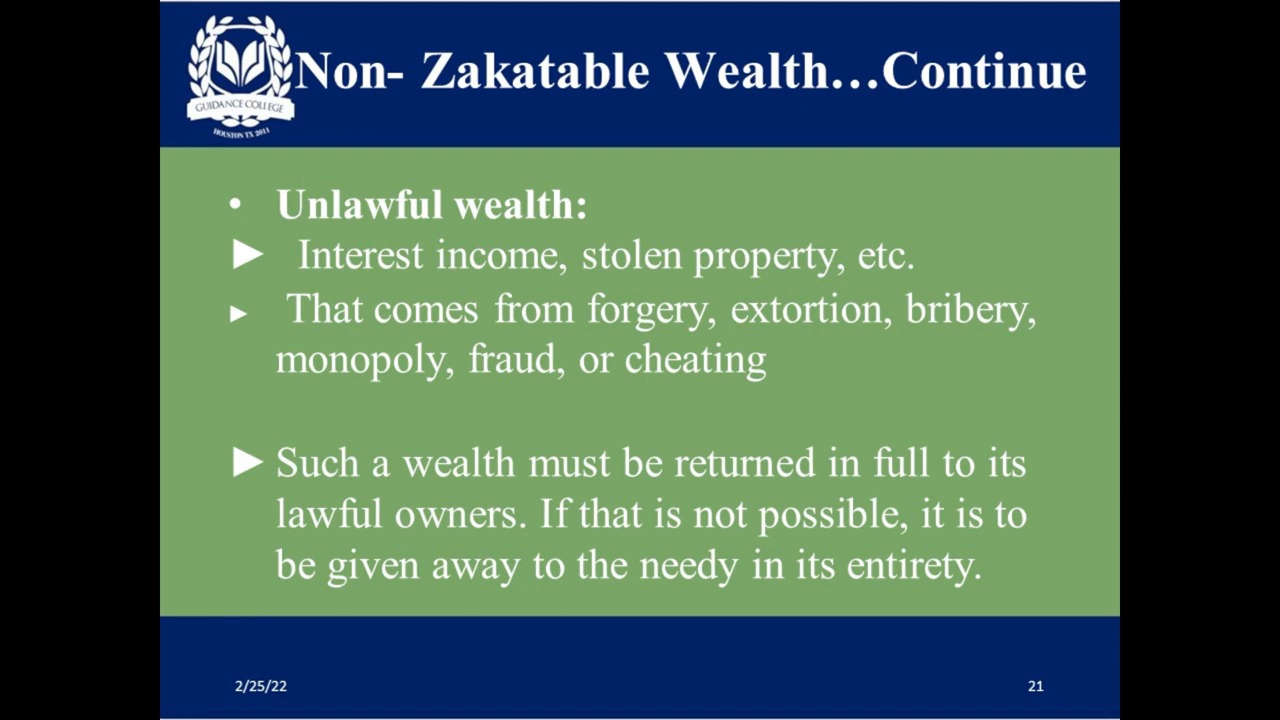 GUIDANCE COLLEGE
HOUSTON TX 2011
Non- Zakatable Wealth…Continue
• Unlawful wealth:
► Interest income, stolen property, etc.
► That comes from forgery, extortion, bribery,
monopoly, fraud, or cheating
► Such a wealth must be returned in full to its
lawful owners. If that is not possible, it is to
be given away to the needy in its entirety.
2/25/22
21